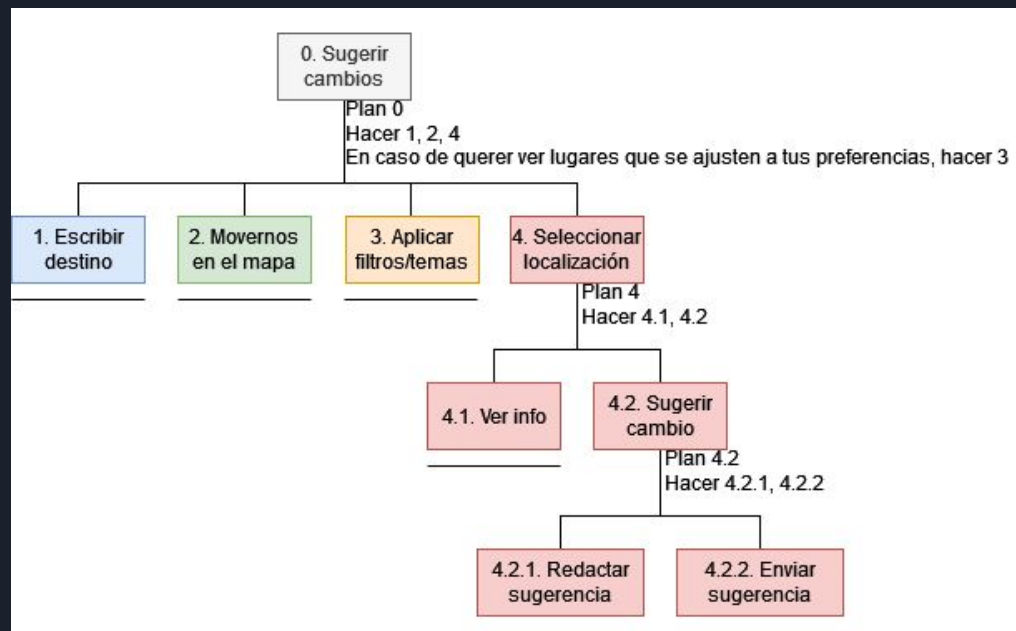 0. Sugerir
cambios
Plan 0
Hacer 1, 2, 4
En caso de querer ver lugares que se ajusten a tus preferencias, hacer 3
1. Escribir
destino
2. Movernos
en el mapa
3. Aplicar
filtros/temas
4. Seleccionar
localización
Plan 4
Hacer 4.1, 4.2
4.1. Ver info
4.2. Sugerir
cambio
Plan 4.2
Hacer 4.2.1, 4.2.2
4.2.1. Redactar
sugerencia
4.2.2. Enviar
sugerencia